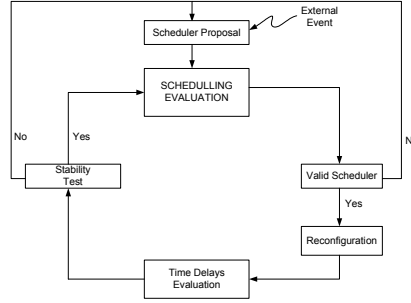 External
Event
Scheduler Proposal
SCHEDULLING
EVALUATION
No
Yes
N
Stability
Test
Valid Scheduler
Yes
Reconfiguration
Time Delays
Evaluation